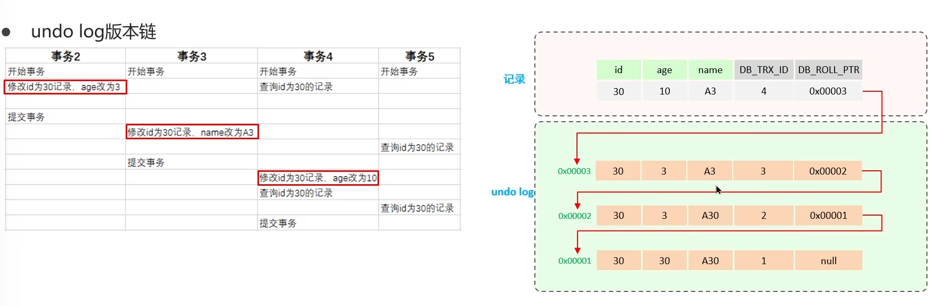 undo log版本链
事务2 事务3 事务4 事务5
开始事务 开始事务 开始事务 开始事务
修改id为30记录，age改为3 查询id为30的记录
提交事务
修改id为30记录，name改为A3
查询id为30的记录
提交事务
修改id为30记录，age改为10
查询id为30的记录
查询id为30的记录
提交事务
记录
id age name DB_TRX_ID DB_ROLL_PTR
30 10 A3 4 0x00003
undo log
0x00003 30 3 A3 3 0x00002
0x00002 30 3 A30 2 0x00001
0x00001 30 30 A30 1 null